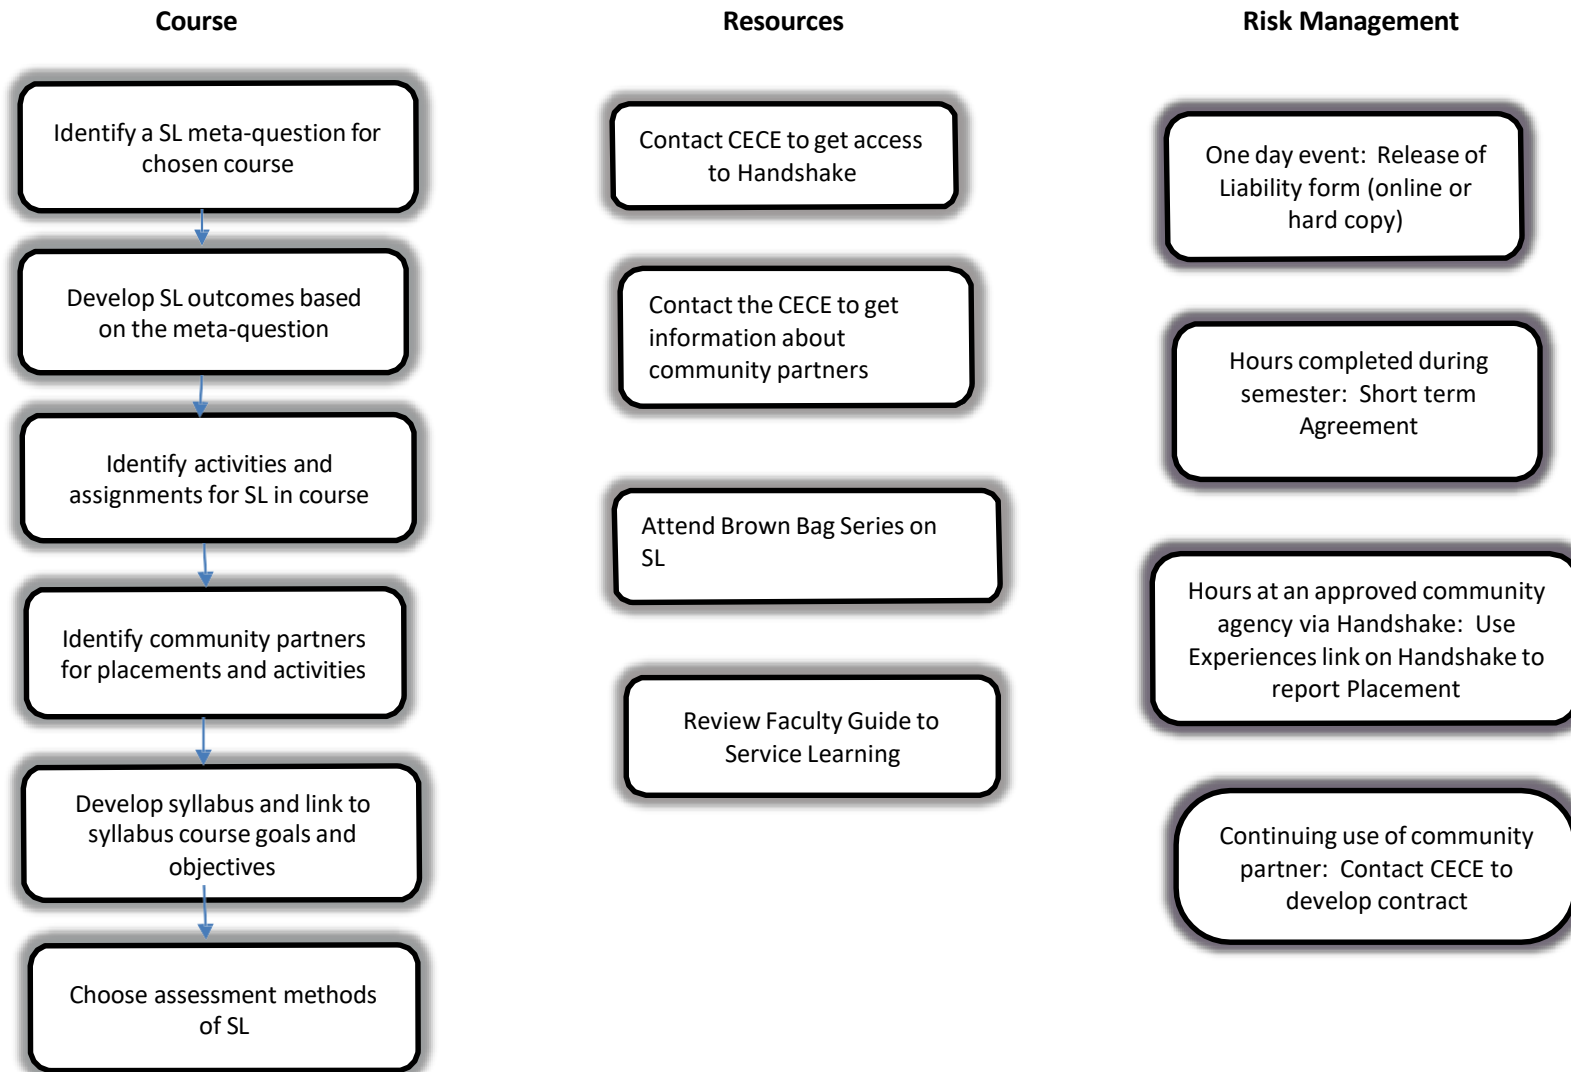 Course
Identify a SL meta-question for
chosen course
Develop SL outcomes based
on the meta-question
Identify activities and
assignments for SL in course
Identify community partners
for placements and activities
Develop syllabus and link to
syllabus course goals and
objectives
Choose assessment methods
of SL
Resources
Contact CECE to get access
to Handshake
Contact the CECE to get
information about
community partners
Attend Brown Bag Series on
SL
Review Faculty Guide to
Service Learning
Risk Management
One day event:  Release of
Liability form (online or
hard copy)
Hours completed during
semester:  Short term
Agreement
Hours at an approved community
agency via Handshake:  Use
Experiences link on Handshake to
report Placement
Continuing use of community
partner:  Contact CECE to
develop contract